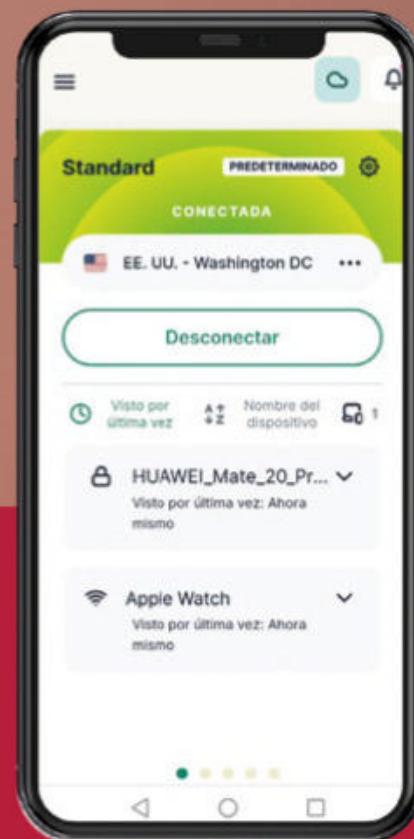 Standard PREDETERMINADO
CONECTADA
EE. UU. - Washington DC
Desconectar
Visto por
última vez
Nombre del
dispositivo
1
HUAWEI_Mate_20_Pr...
Visto por última vez: Ahora
mismo
Apple Watch
Visto por última vez: Ahora
mismo